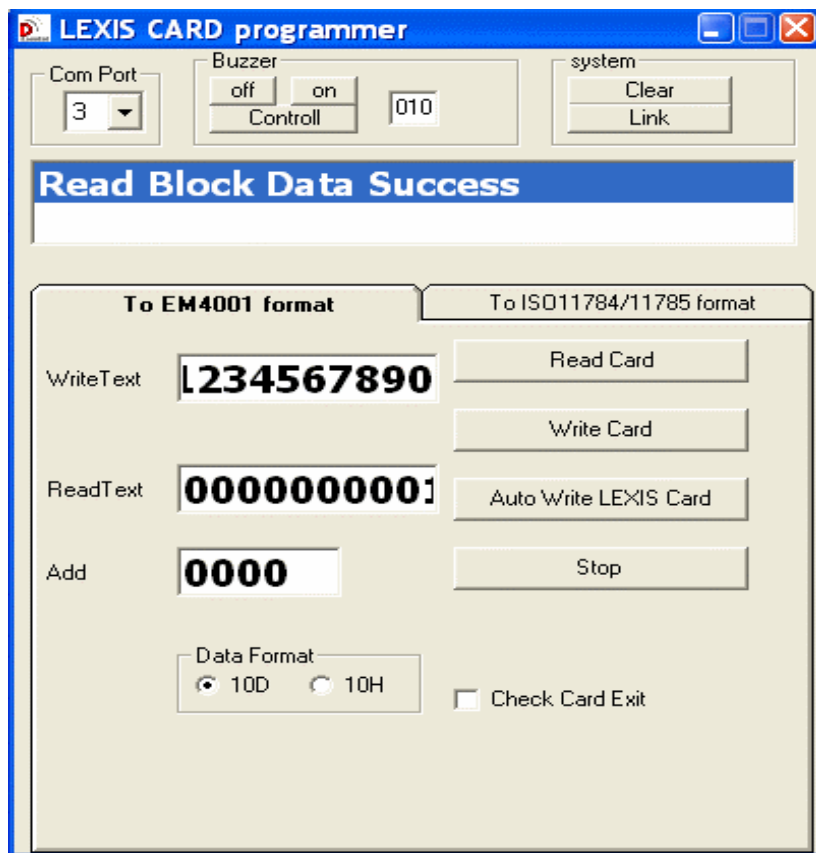 LEXIS CARD programmer
Com Port
3
Buzzer
off on
Controll
010
system
Clear
Link
Read Block Data Success
To EM4001 format
To ISO11784/11785 format
WriteText
1234567890
Read Card
Write Card
ReadText
0000000001
Auto Write LEXIS Card
Add
0000
Stop
Data Format
10D 10H
Check Card Exit